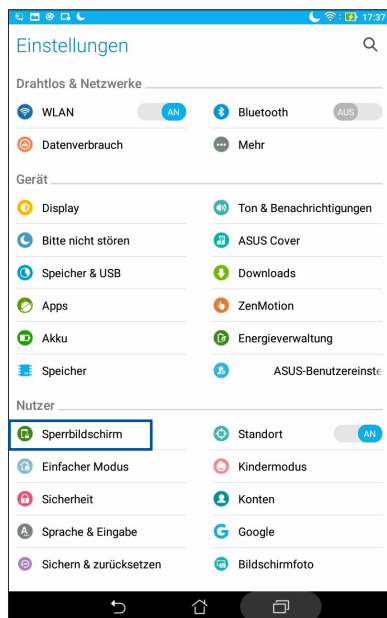 17:37
Einstellungen
Drahtlos & Netzwerke
WLAN AN
Bluetooth AUS
Datenverbrauch
Mehr
Gerät
Display
Ton & Benachrichtigungen
Bitte nicht stören
ASUS Cover
Speicher & USB
Downloads
Apps
ZenMotion
Akku
Energieverwaltung
Speicher
ASUS-Benutzereinste
Nutzer
Sperrbildschirm
Standort AN
Einfacher Modus
Kindermodus
Sicherheit
Konten
Sprache & Eingabe
Google
Sichern & zurücksetzen
Bildschirmfoto